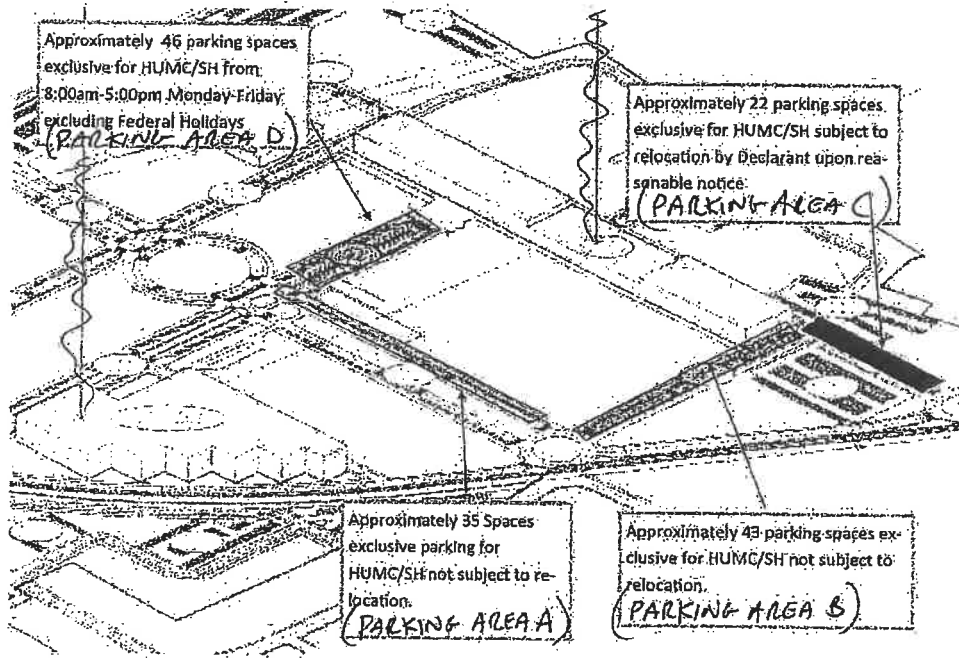 Approximately 46 parking spaces
exclusive for HUMC/SH from
8:00am-5:00pm Monday-Friday
excluding Federal Holidays
(PARKING AREA D)
Approximately 22 parking spaces
exclusive for HUMC/SH subject to
relocation by Declarant upon rea-
sonable notice
(PARKING AREA C)
Approximately 35 Spaces
exclusive parking for
HUMC/SH not subject to re-
location.
(PARKING AREA A)
Approximately 43 parking spaces ex-
clusive for HUMC/SH not subject to
relocation.
(PARKING AREA B)